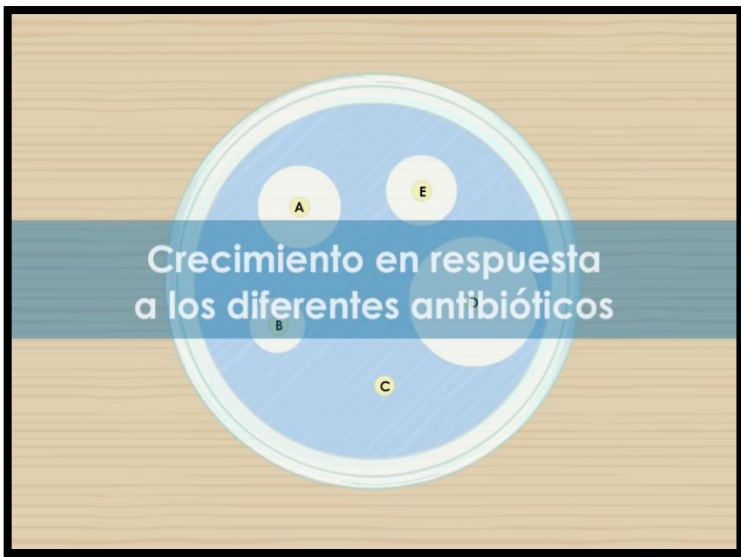 A
E
Crecimiento en respuesta
a los diferentes antibióticos
D
B
C